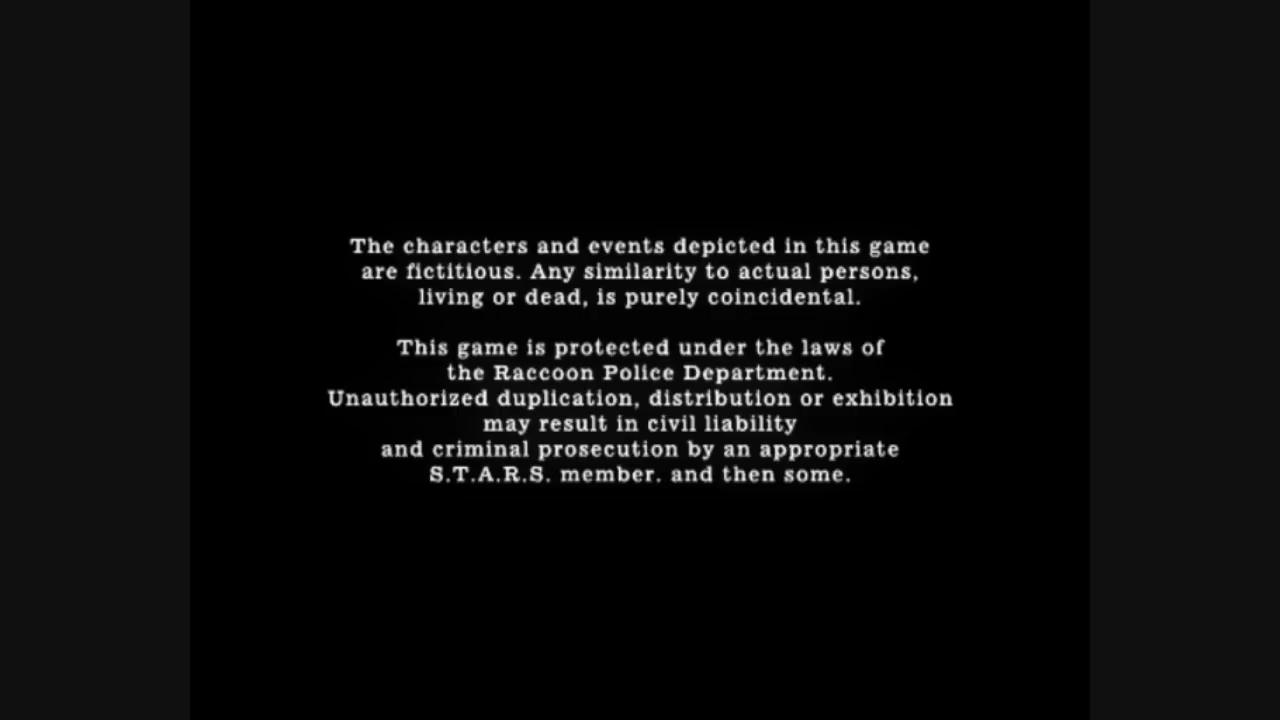 The characters and events depicted in this game
are fictitious. Any similarity to actual persons,
living or dead, is purely coincidental.
This game is protected under the laws of
the Raccoon Police Department.
Unauthorized duplication, distribution or exhibition
may result in civil liability
and criminal prosecution by an appropriate
S.T.A.R.S. member. and then some.